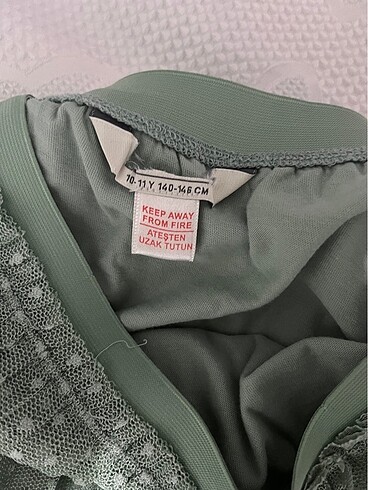 10-11 Y 140-146 CM
KEEP AWAY
FROM FIRE
ATEŞTEN
UZAK TUTUN